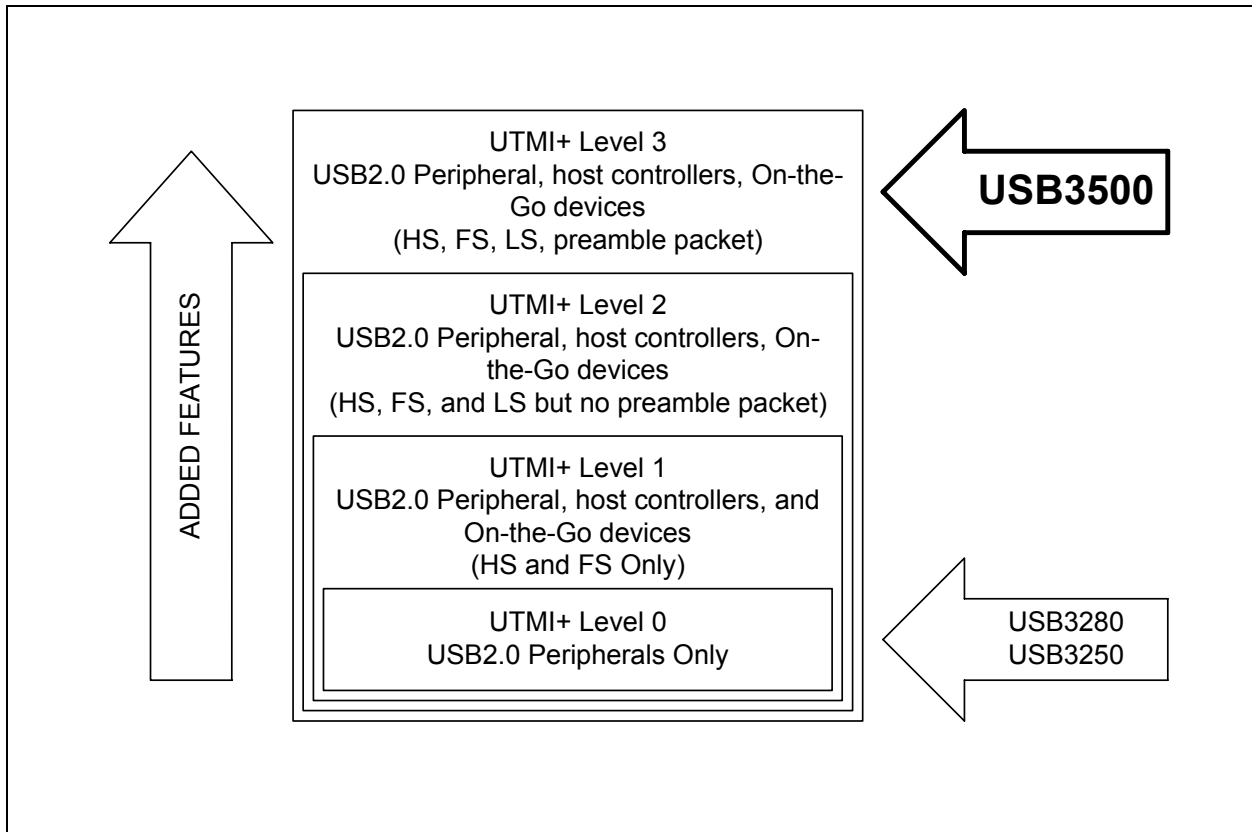 UTMI+ Level 3
USB2.0 Peripheral, host controllers, On-the-
Go devices
(HS, FS, LS, preamble packet)
USB3500
UTMI+ Level 2
USB2.0 Peripheral, host controllers, On-
the-Go devices
(HS, FS, and LS but no preamble packet)
ADDED FEATURES
UTMI+ Level 1
USB2.0 Peripheral, host controllers, and
On-the-Go devices
(HS and FS Only)
UTMI+ Level 0
USB2.0 Peripherals Only
USB3280
USB3250